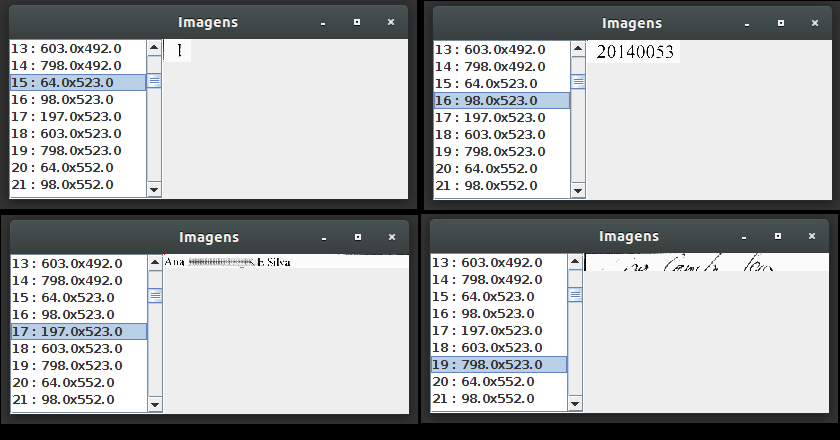 Imagens
13 : 603.0x492.0
14 : 798.0x492.0
15 : 64.0x523.0
16 : 98.0x523.0
17 : 197.0x523.0
18 : 603.0x523.0
19 : 798.0x523.0
20 : 64.0x552.0
21 : 98.0x552.0
1
Imagens
13 : 603.0x492.0
14 : 798.0x492.0
15 : 64.0x523.0
16 : 98.0x523.0
17 : 197.0x523.0
18 : 603.0x523.0
19 : 798.0x523.0
20 : 64.0x552.0
21 : 98.0x552.0
20140053
Imagens
13 : 603.0x492.0
14 : 798.0x492.0
15 : 64.0x523.0
16 : 98.0x523.0
17 : 197.0x523.0
18 : 603.0x523.0
19 : 798.0x523.0
20 : 64.0x552.0
21 : 98.0x552.0
Ana E Silva
Imagens
13 : 603.0x492.0
14 : 798.0x492.0
15 : 64.0x523.0
16 : 98.0x523.0
17 : 197.0x523.0
18 : 603.0x523.0
19 : 798.0x523.0
20 : 64.0x552.0
21 : 98.0x552.0